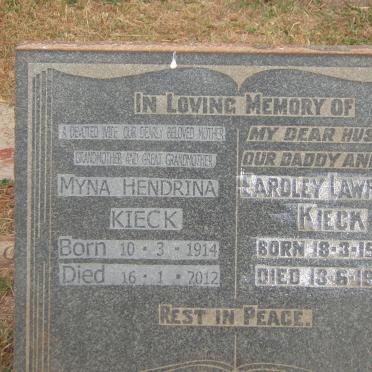 IN LOVING MEMORY OF
A DEVOTED WIFE OUR DEARLY BELOVED MOTHER
GRANDMOTHER AND GREAT GRANDMOTHER
MYNA HENDRINA
KIECK
Born 10 · 3 · 1914
Died 16 · 1 · 2012
MY DEAR HUS
OUR DADDY AN
LARDLEY LAW
KIECK
BORN 18-3-19
DIED 13-6-19
REST IN PEACE.